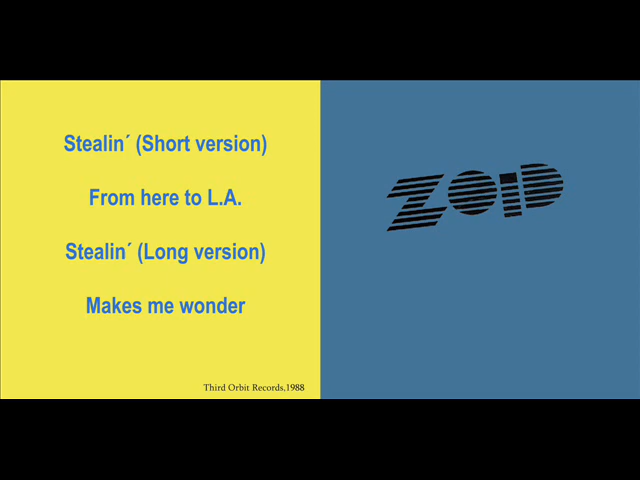 Stealin´ (Short version)
From here to L.A.
Stealin´ (Long version)
Makes me wonder
Third Orbit Records,1988
ZOID